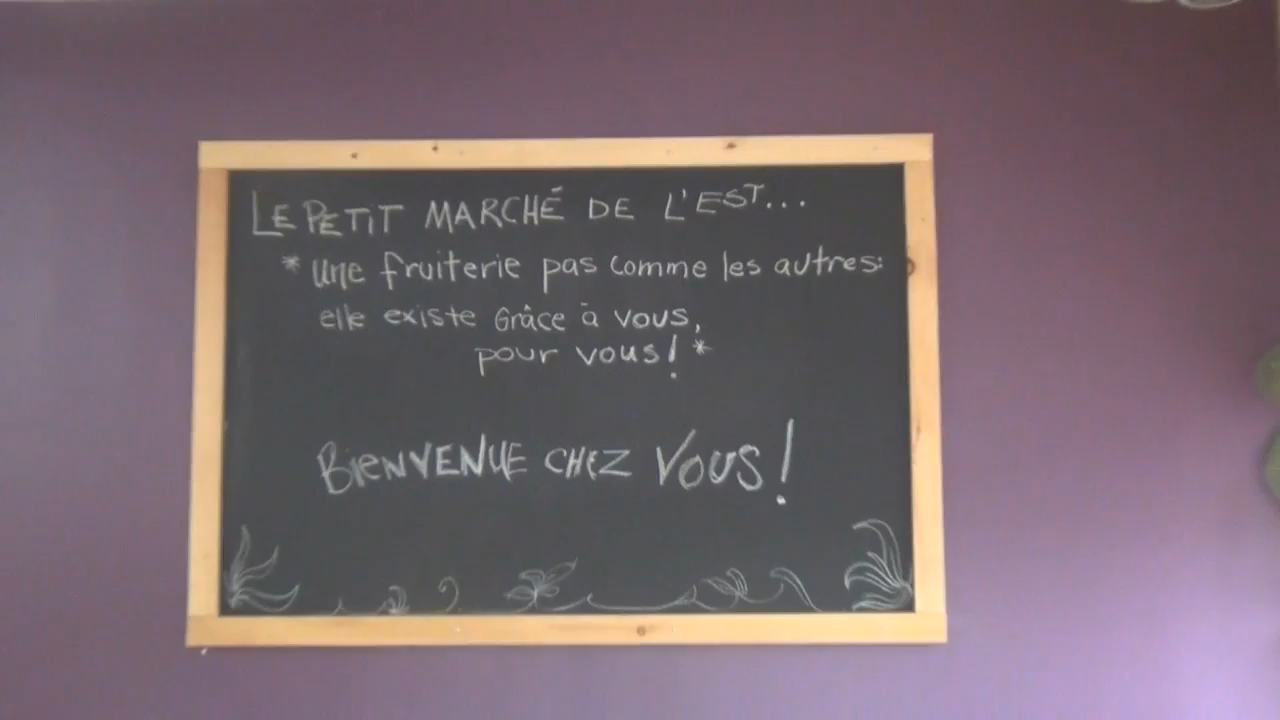 LE PETIT MARCHÉ DE L'EST...
* une fruiterie pas comme les autres:
elle existe Grâce à vous,
pour vous! *
BIENVENUE CHEZ VOUS!